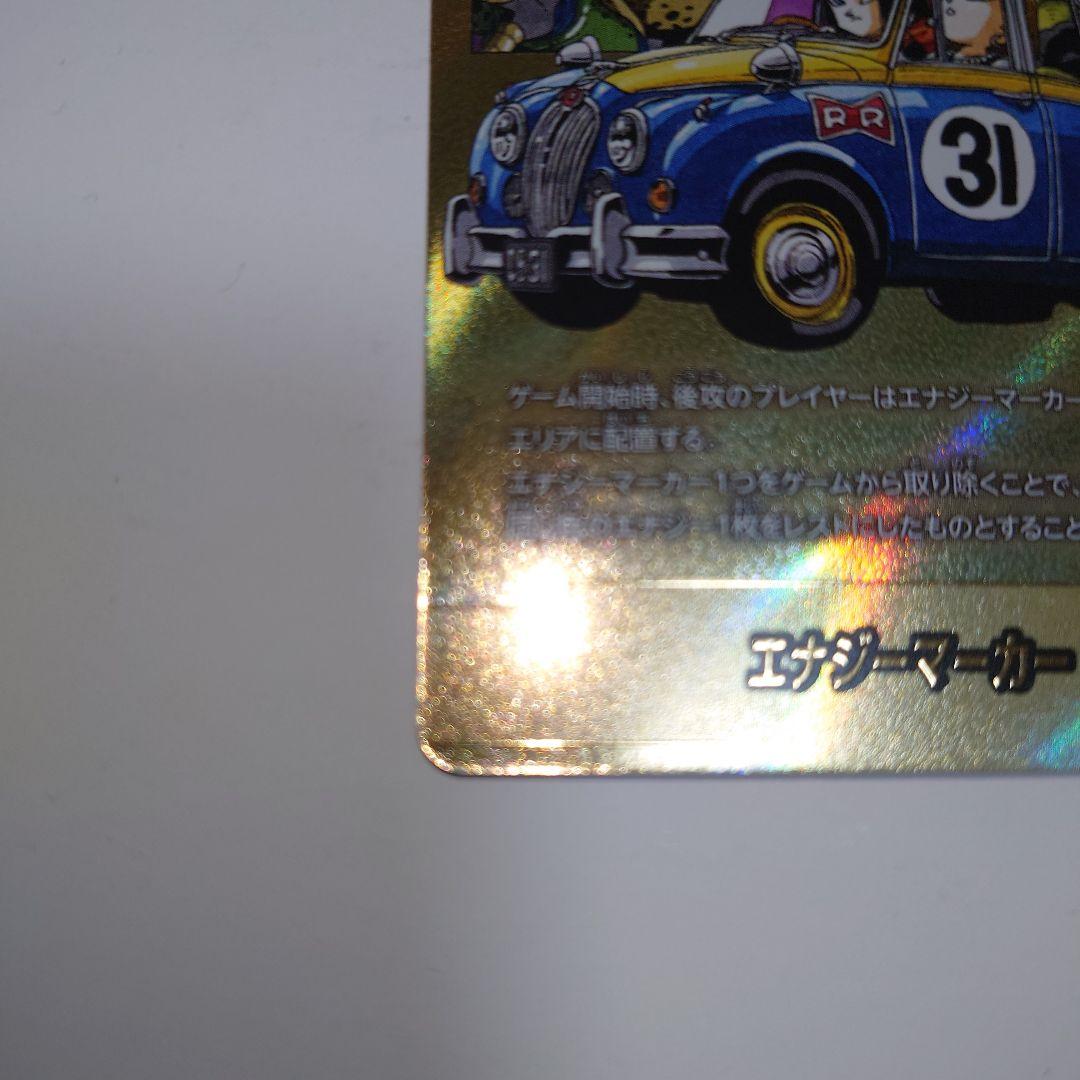 RR
31
ゲーム開始時、後攻のプレイヤーはエナジーマーカー
エリアに配置する。
エナジーマーカー1つをゲームから取り除くことで、
のエナジー1枚をレストにしたものとすること
エナジーマーカー